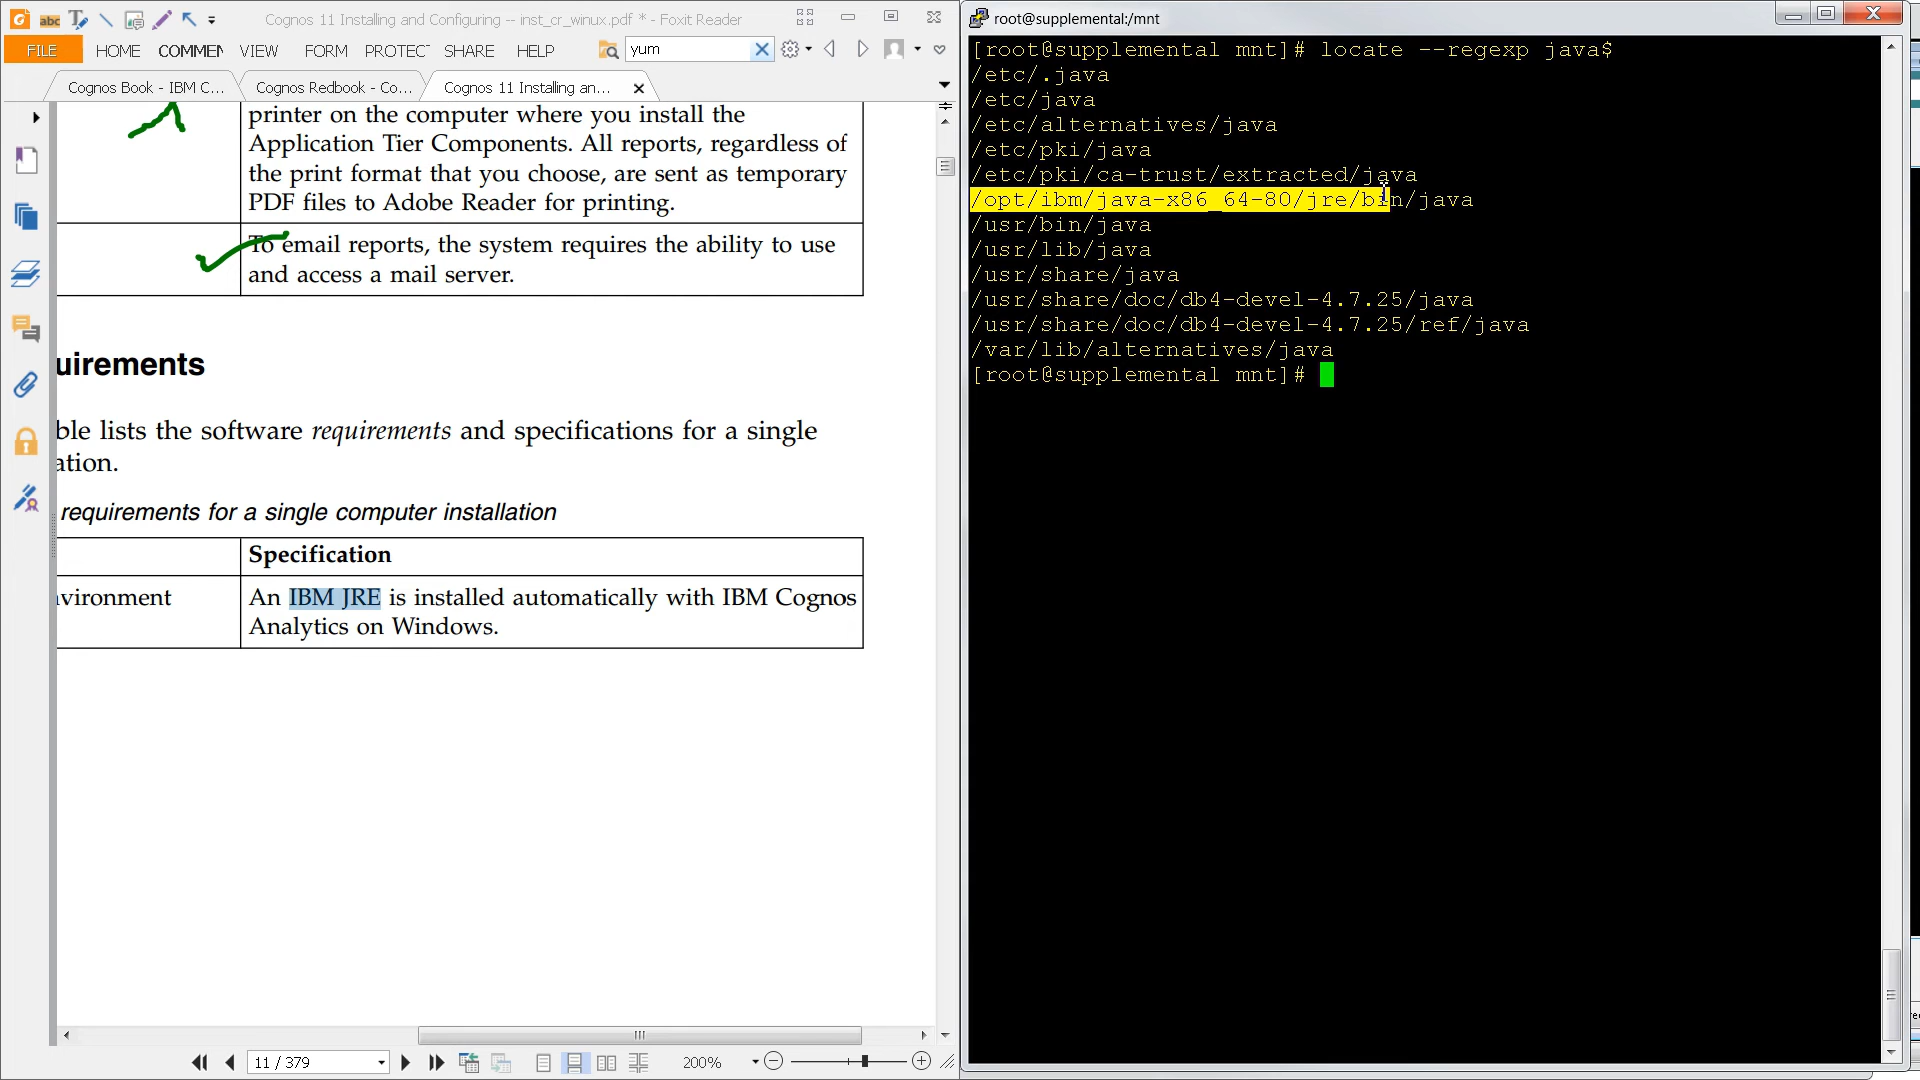 Cognos 11 Installing and Configuring -- inst_cr_winux.pdf * - Foxit Reader
FILE HOME COMMEN VIEW FORM PROTEC SHARE HELP yum
Cognos Book - IBM C... Cognos Redbook - Co... Cognos 11 Installing an...
printer on the computer where you install the
Application Tier Components. All reports, regardless of
the print format that you choose, are sent as temporary
PDF files to Adobe Reader for printing.
To email reports, the system requires the ability to use
and access a mail server.
uirements
ble lists the software requirements and specifications for a single
ation.
requirements for a single computer installation
Specification
vironment
An IBM JRE is installed automatically with IBM Cognos
Analytics on Windows.
11 / 379
200%
root@supplemental:/mnt
[root@supplemental mnt]# locate --regexp java$
/etc/.java
/etc/java
/etc/alternatives/java
/etc/pki/java
/etc/pki/ca-trust/extracted/java
/opt/ibm/java-x86_64-80/jre/bin/java
/usr/bin/java
/usr/lib/java
/usr/share/java
/usr/share/doc/db4-devel-4.7.25/java
/usr/share/doc/db4-devel-4.7.25/ref/java
/var/lib/alternatives/java
[root@supplemental mnt]#